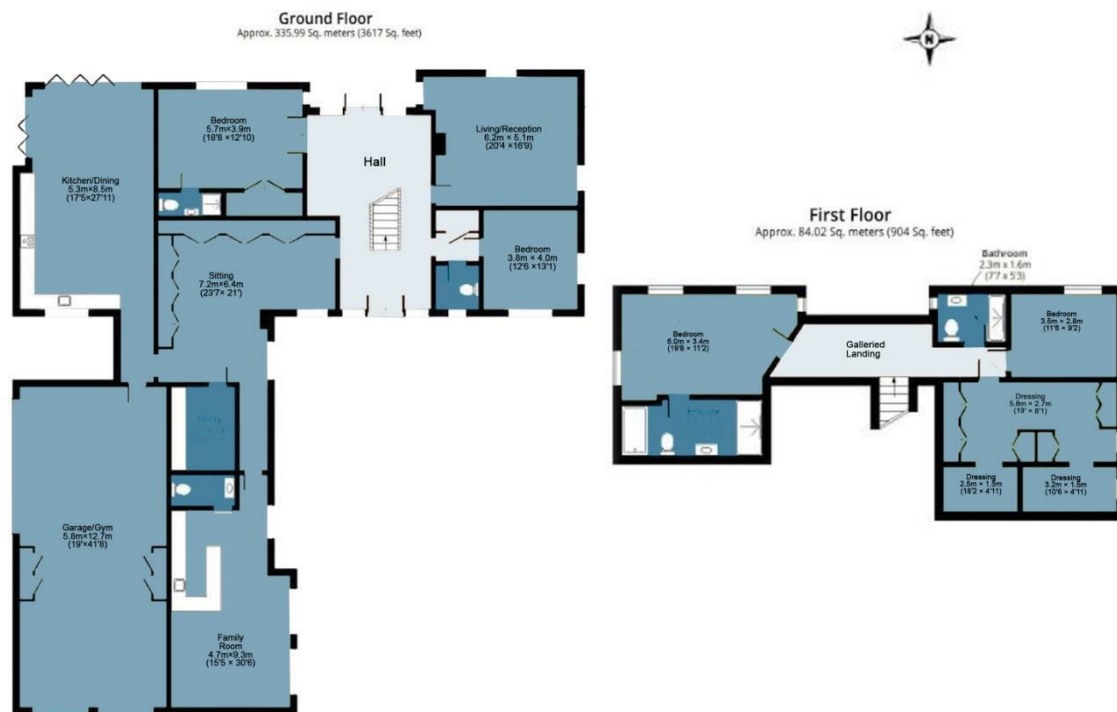 Ground Floor
Approx. 335.99 Sq. meters (3617 Sq. feet)
N
Bedroom
5.7m×3.9m
(18'8 ×12'10)
Living/Reception
6.2m × 5.1m
(20'4 ×16'9)
Hall
Kitchen/Dining
5.3m×8.5m
(17'5×27'11)
Bedroom
3.8m × 4.0m
(12'6 ×13'1)
Sitting
7.2m×6.4m
(23'7× 21')
Garage/Gym
5.8m×12.7m
(19'×41'8)
Family
Room
4.7m×9.3m
(15'5 × 30'6)
First Floor
Approx. 84.02 Sq. meters (904 Sq. feet)
Bathroom
2.3m x 1.6m
(7'7 x 5'3)
Bedroom
6.0m × 3.4m
(19'8 × 11'2)
Galleried
Landing
Bedroom
3.5m × 2.8m
(11'6 × 9'2)
Ensuite
Dressing
5.8m × 2.7m
(19' × 8'1)
Dressing
2.5m × 1.5m
(18'2 × 4'11)
Dressing
3.2m × 1.5m
(10'6 × 4'11)